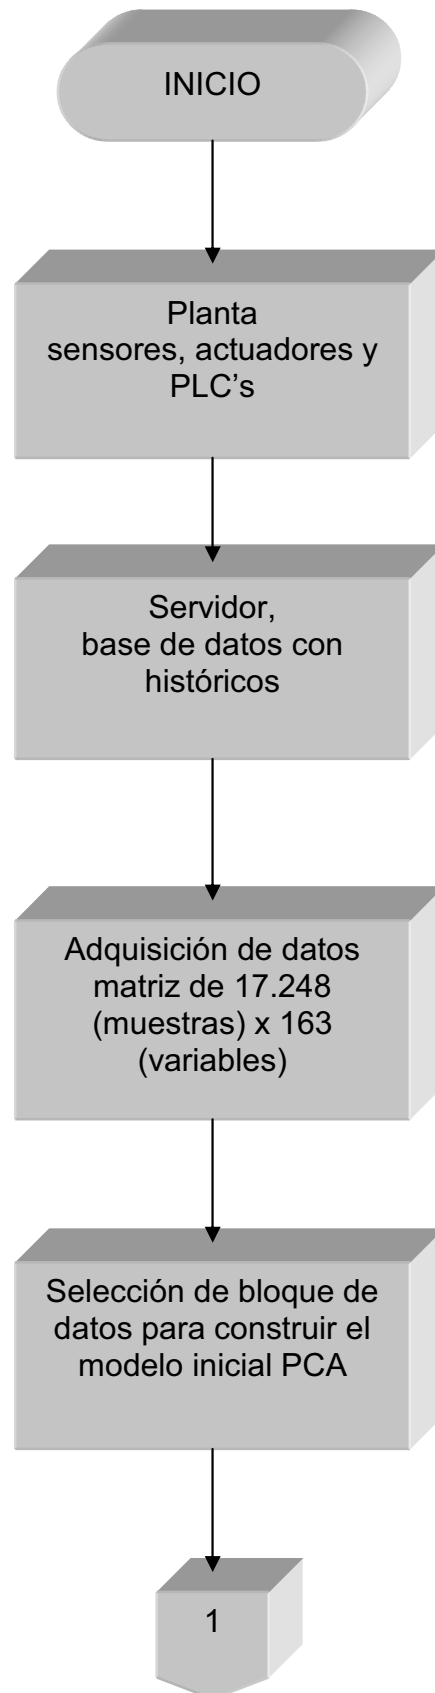 INICIO
Planta
sensores, actuadores y
PLC’s
Servidor,
base de datos con
históricos
Adquisición de datos
matriz de 17.248
(muestras) x 163
(variables)
Selección de bloque de
datos para construir el
modelo inicial PCA
1